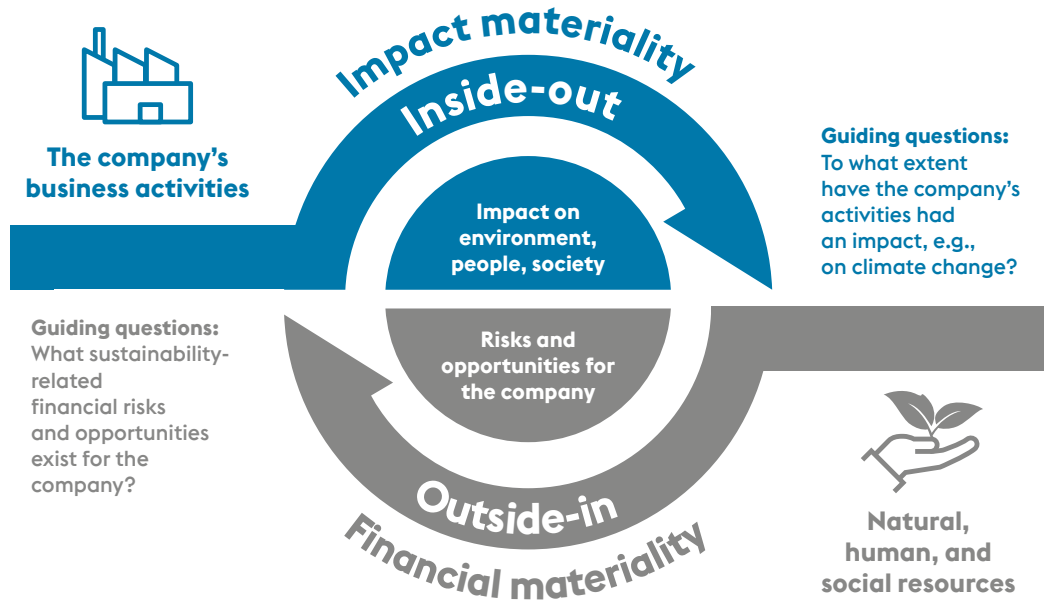 Impact materiality
Inside-out
The company's
business activities
Guiding questions:
To what extent
have the company's
activities had
an impact, e.g.,
on climate change?
Impact on
environment,
people, society
Guiding questions:
What sustainability-
related
financial risks
and opportunities
exist for the
company?
Risks and
opportunities for
the company
Outside-in
Financial materiality
Natural,
human, and
social resources